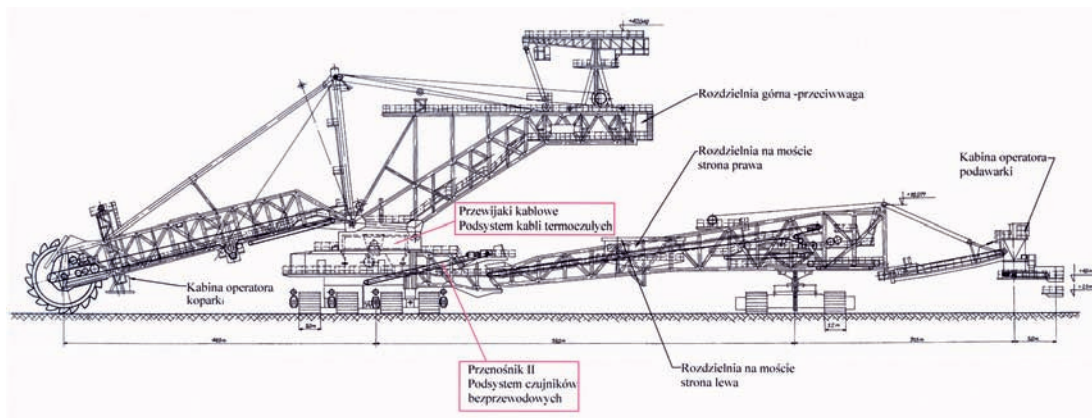 Rozdzielnia górna -przeciwwaga
Rozdzielnia na moście
strona prawa
Kabina operatora
podawarki
Przewijaki kablowe
Podsystem kabli termoczułych
Kabina operatora
koparki
Przenośnik II
Podsystem czujników
bezprzewodowych
Rozdzielnia na moście
strona lewa